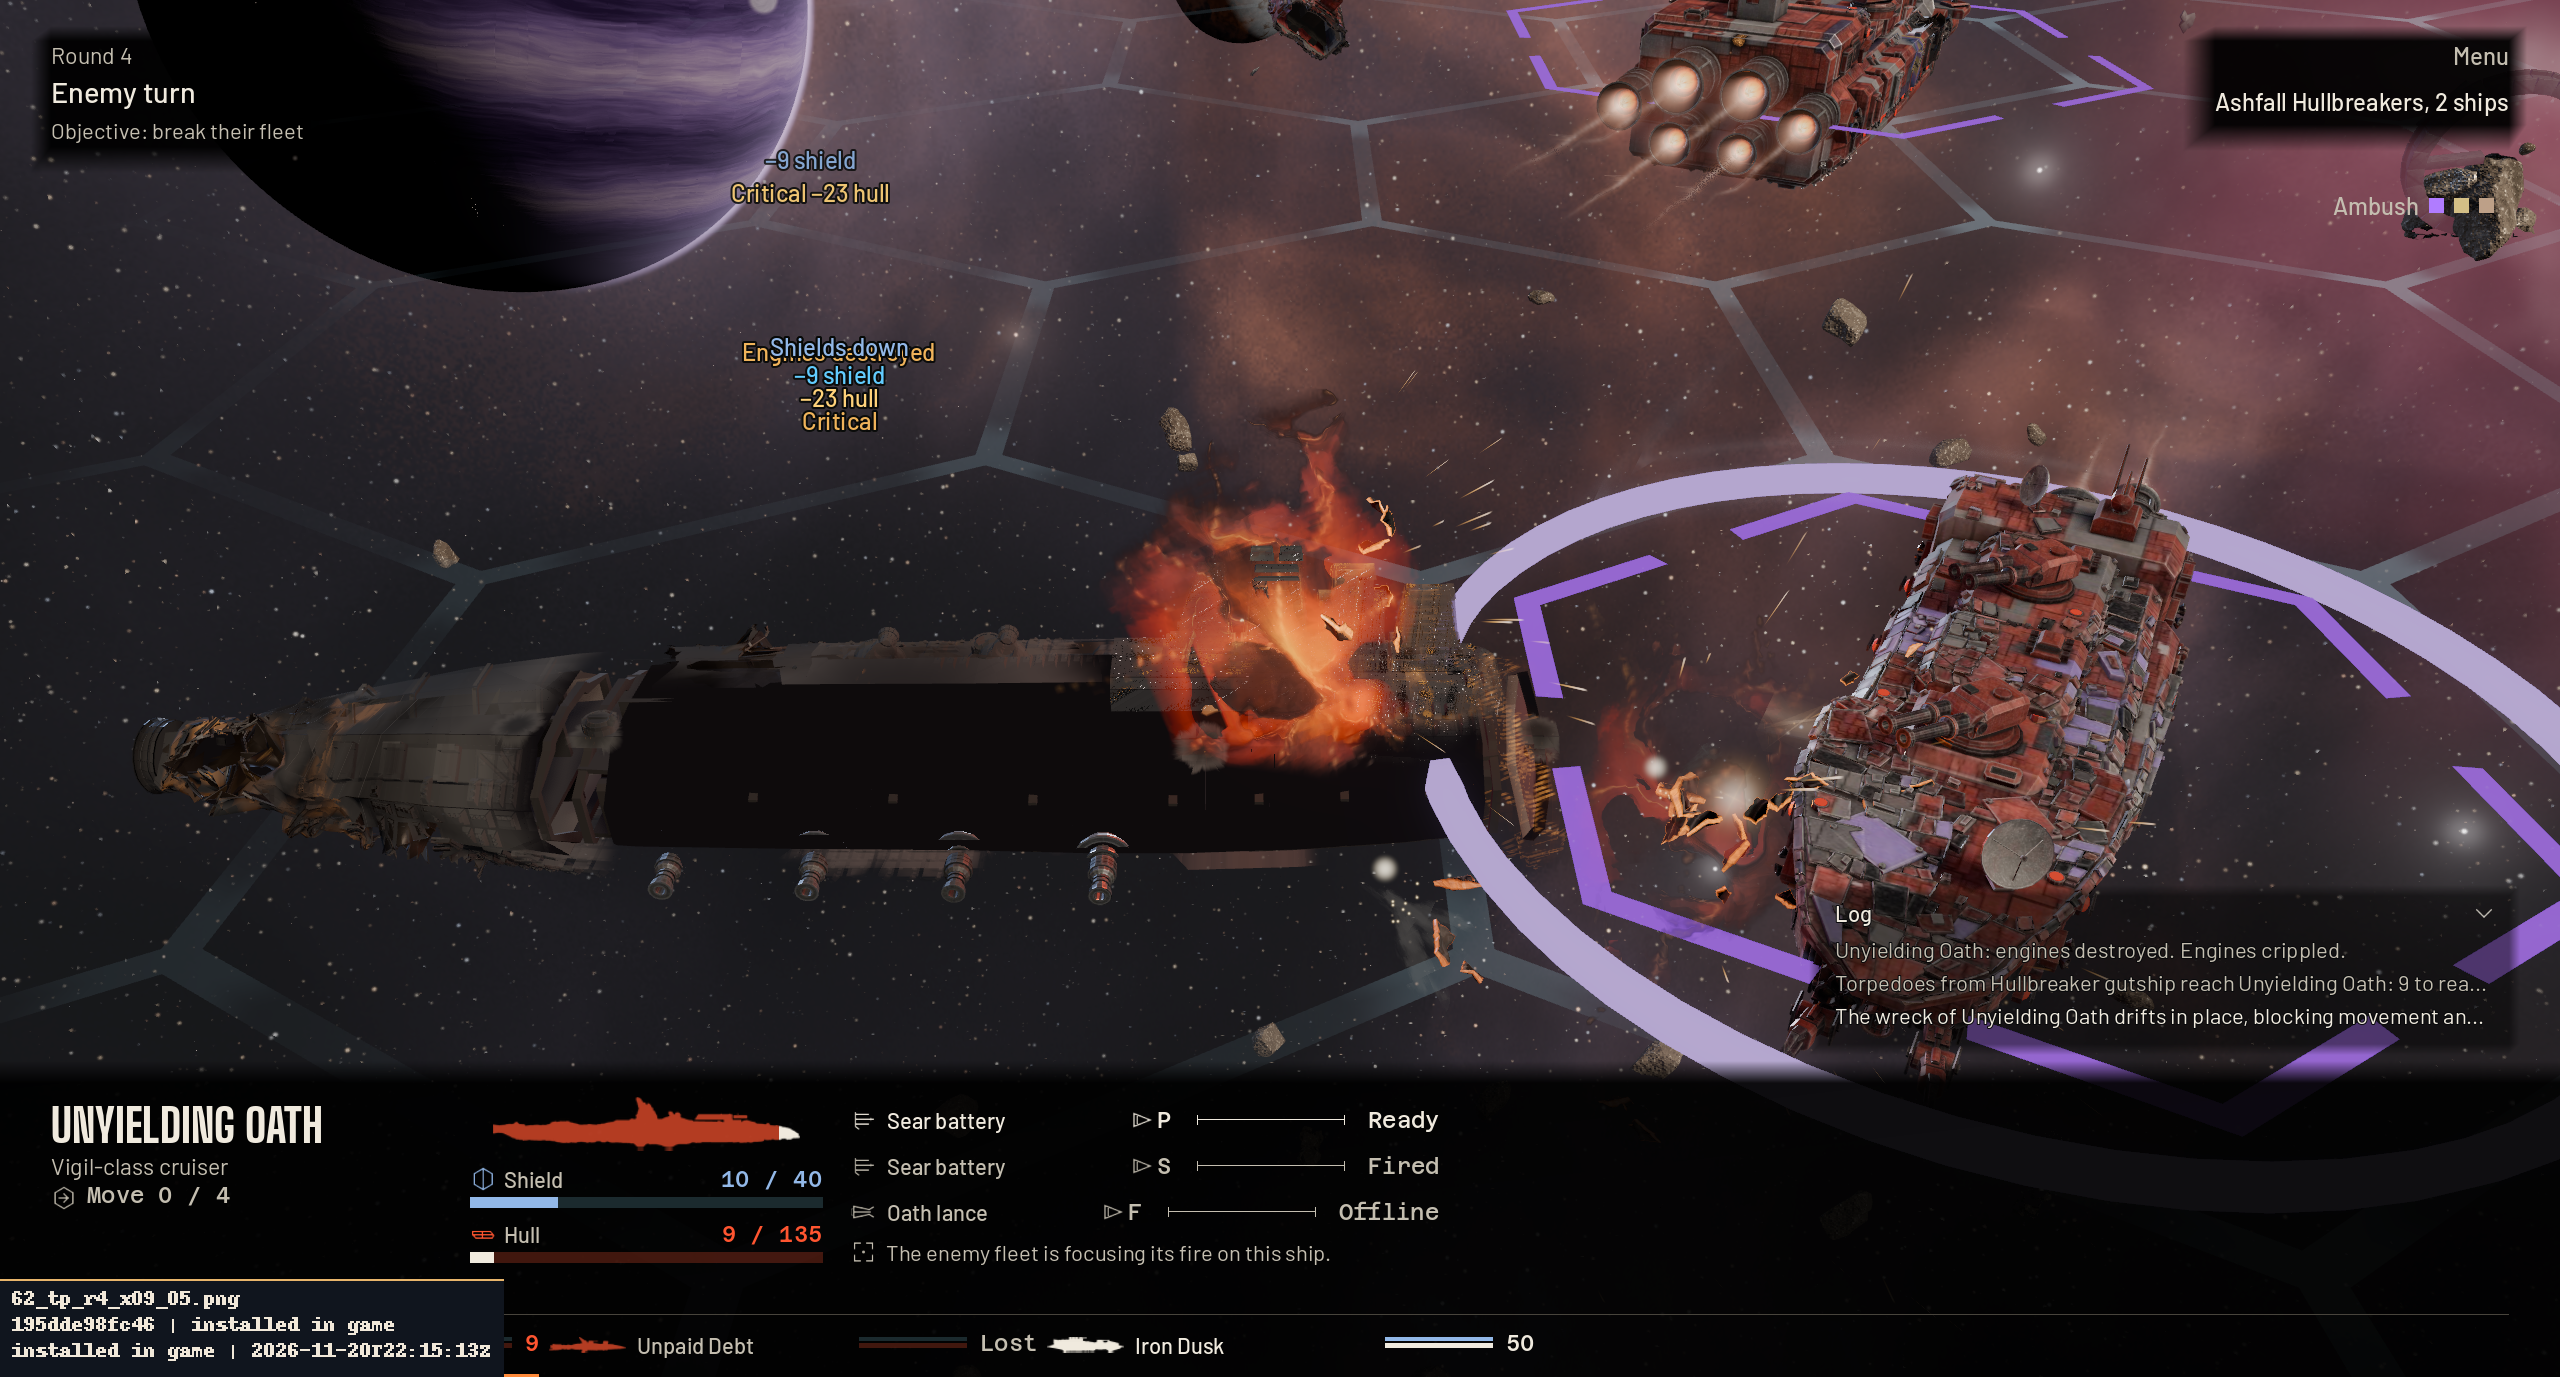 Round 4
Enemy turn
Objective: break their fleet
Menu
Ashfall Hullbreakers, 2 ships
Ambush
−9 shield
Critical −23 hull
Shields down
Engines destroyed
−9 shield
−23 hull
Critical
Log
Unyielding Oath: engines destroyed. Engines crippled.
Torpedoes from Hullbreaker gutship reach Unyielding Oath: 9 to rea...
The wreck of Unyielding Oath drifts in place, blocking movement an...
UNYIELDING OATH
Vigil-class cruiser
Move 0 / 4
Shield 10 / 40
Hull 9 / 135
Sear battery P Ready
Sear battery S Fired
Oath lance F Offline
The enemy fleet is focusing its fire on this ship.
62_tp_r4_x09_05.png
195dde98fc46 | installed in game
installed in game | 2026-11-20T22:15:13Z
9 Unpaid Debt Lost Iron Dusk 50